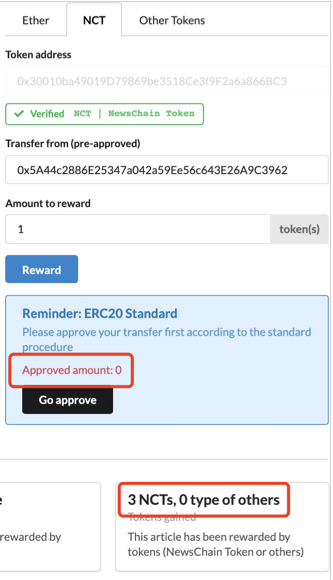 Ether NCT Other Tokens
Token address
0x30010ba49019D79869be3518Ce3f9F2a6a866BC3
Verified NCT | NewsChain Token
Transfer from (pre-approved)
0x5A44c2886E25347a042a59Ee56c643E26A9C3962
Amount to reward
1 token(s)
Reward
Reminder: ERC20 Standard
Please approve your transfer first according to the standard
procedure
Approved amount: 0
Go approve
e
rewarded by
3 NCTs, 0 type of others
Tokens gained
This article has been rewarded by
tokens (NewsChain Token or others)